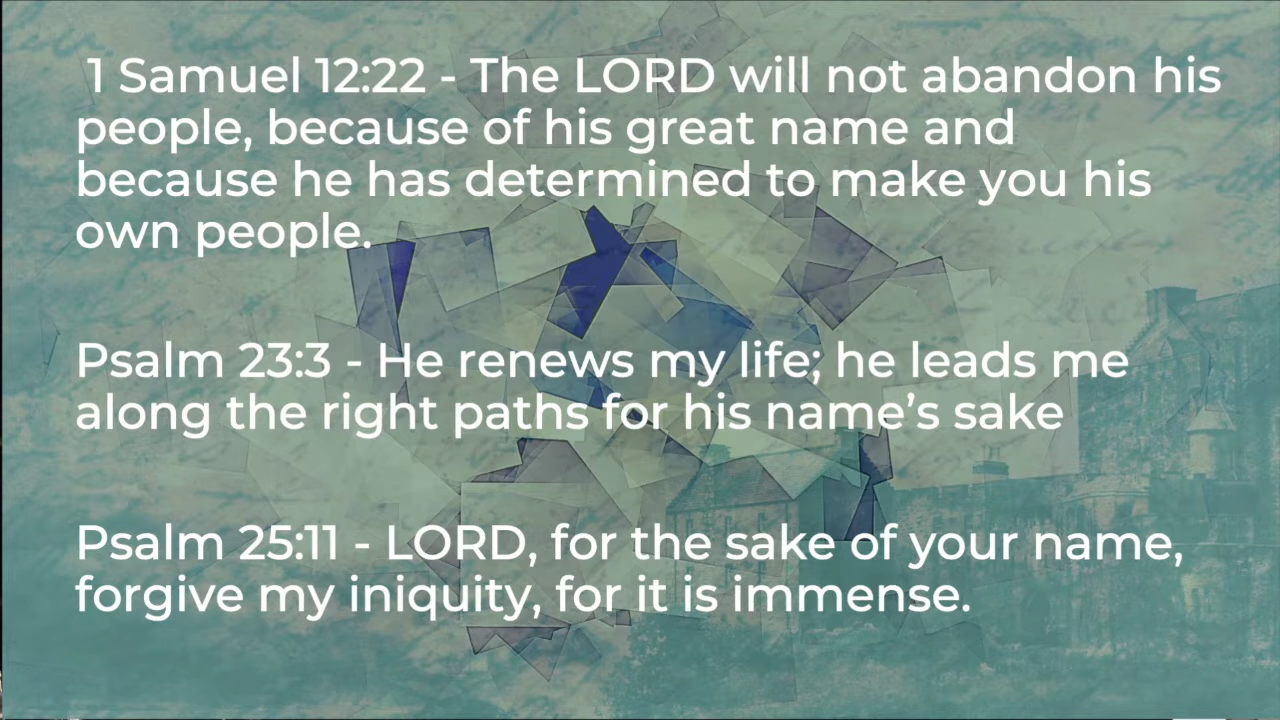 1 Samuel 12:22 - The LORD will not abandon his
people, because of his great name and
because he has determined to make you his
own people.
Psalm 23:3 - He renews my life; he leads me
along the right paths for his name’s sake
Psalm 25:11 - LORD, for the sake of your name,
forgive my iniquity, for it is immense.